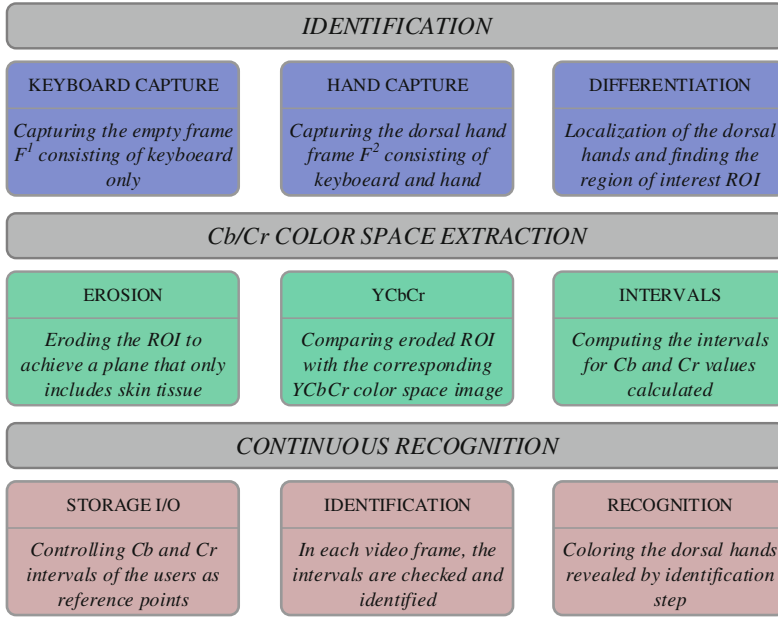 IDENTIFICATION
KEYBOARD CAPTURE
Capturing the empty frame
F¹ consisting of keyboeard
only
HAND CAPTURE
Capturing the dorsal hand
frame F² consisting of
keyboeard and hand
DIFFERENTIATION
Localization of the dorsal
hands and finding the
region of interest ROI
Cb/Cr COLOR SPACE EXTRACTION
EROSION
Eroding the ROI to
achieve a plane that only
includes skin tissue
YCbCr
Comparing eroded ROI
with the corresponding
YCbCr color space image
INTERVALS
Computing the intervals
for Cb and Cr values
calculated
CONTINUOUS RECOGNITION
STORAGE I/O
Controlling Cb and Cr
intervals of the users as
reference points
IDENTIFICATION
In each video frame, the
intervals are checked and
identified
RECOGNITION
Coloring the dorsal hands
revealed by identification
step